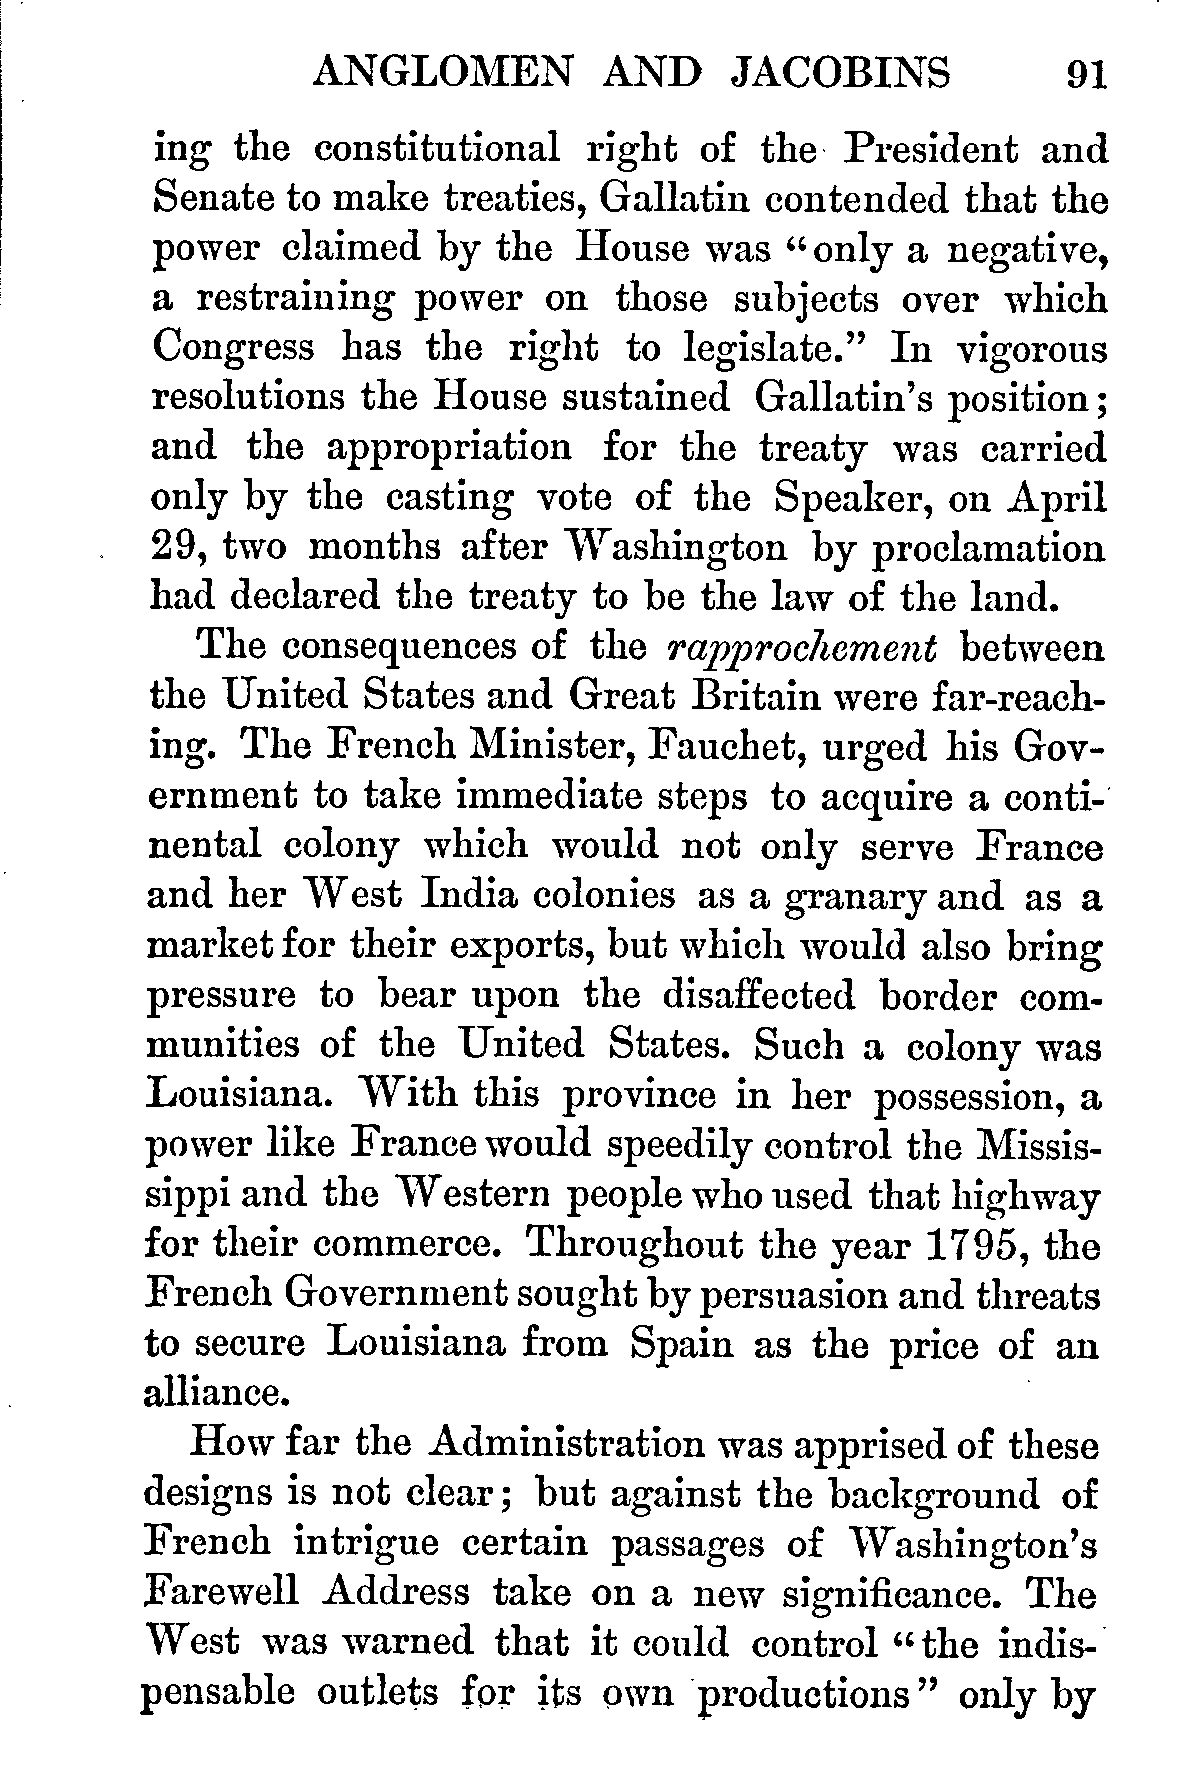 ANGLOMEN AND JACOBINS 91
ing the constitutional right of the President and
Senate to make treaties, Gallatin contended that the
power claimed by the House was “only a negative,
a restraining power on those subjects over which
Congress has the right to legislate.” In vigorous
resolutions the House sustained Gallatin’s position;
and the appropriation for the treaty was carried
only by the casting vote of the Speaker, on April
29, two months after Washington by proclamation
had declared the treaty to be the law of the land.
The consequences of the rapprochement between
the United States and Great Britain were far-reach-
ing. The French Minister, Fauchet, urged his Gov-
ernment to take immediate steps to acquire a conti-
nental colony which would not only serve France
and her West India colonies as a granary and as a
market for their exports, but which would also bring
pressure to bear upon the disaffected border com-
munities of the United States. Such a colony was
Louisiana. With this province in her possession, a
power like France would speedily control the Missis-
sippi and the Western people who used that highway
for their commerce. Throughout the year 1795, the
French Government sought by persuasion and threats
to secure Louisiana from Spain as the price of an
alliance.
How far the Administration was apprised of these
designs is not clear; but against the background of
French intrigue certain passages of Washington’s
Farewell Address take on a new significance. The
West was warned that it could control “the indis-
pensable outlets for its own productions” only by